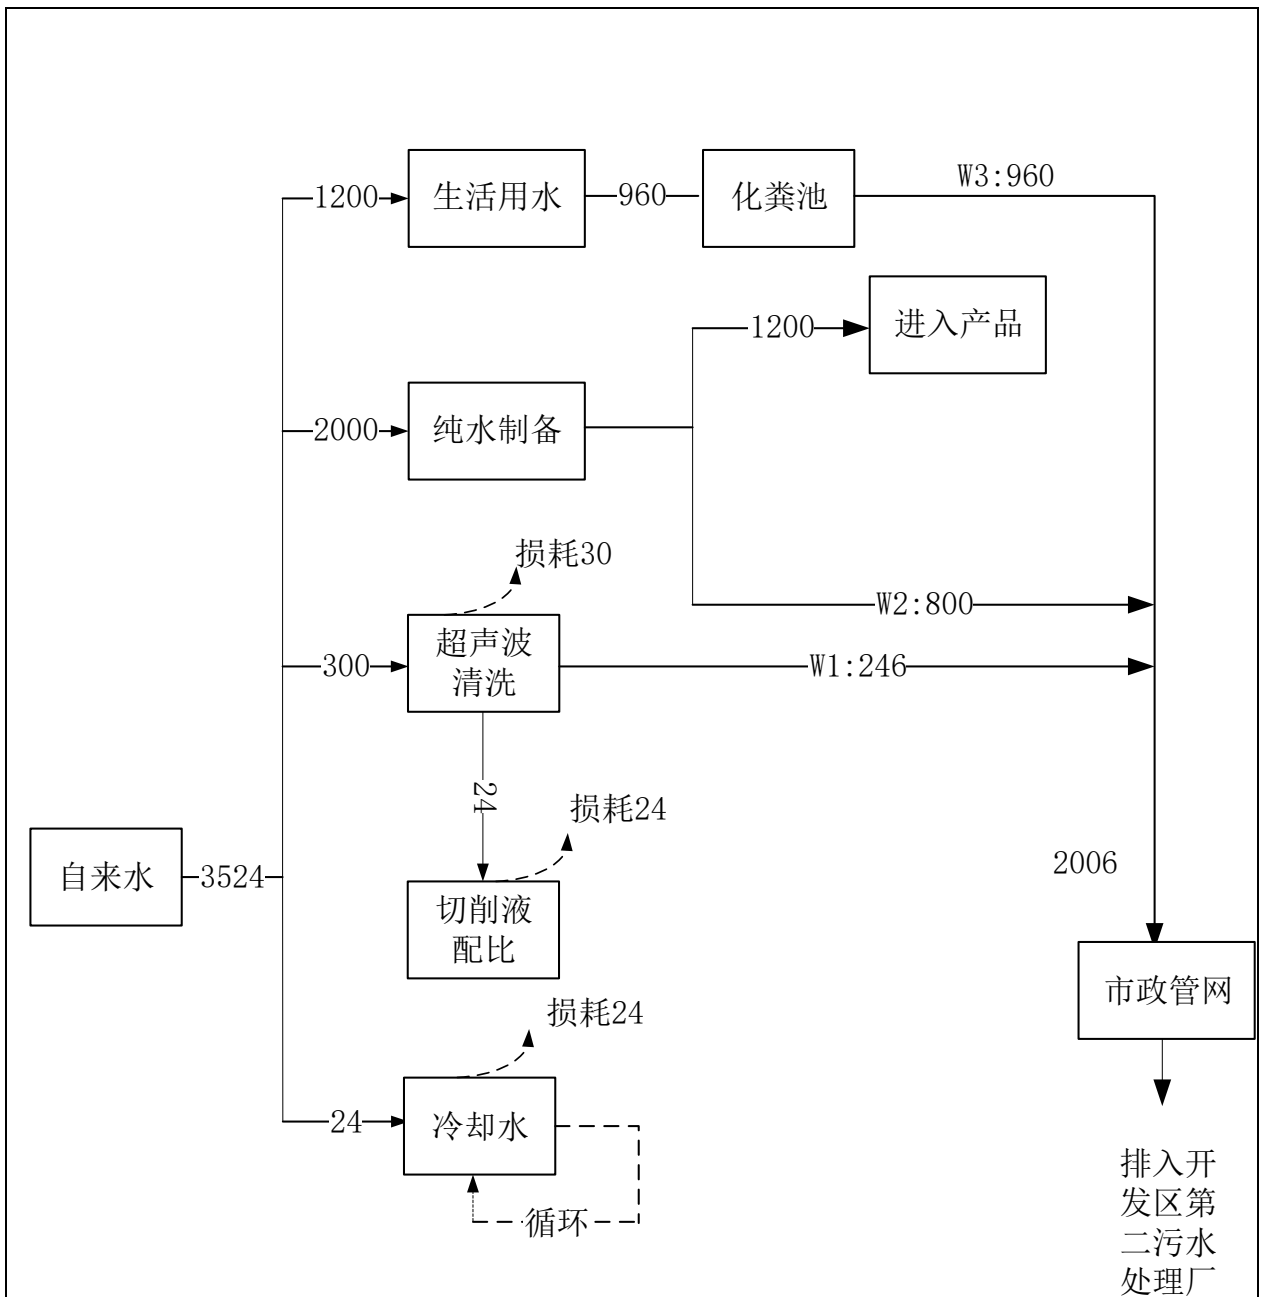 W3:960
1200
生活用水
960
化粪池
1200
进入产品
2000
纯水制备
损耗30
W2:800
超声波
清洗
300
W1:246
24
损耗24
自来水
3524
2006
切削液
配比
市政管网
损耗24
24
冷却水
循环
排入开
发区第
二污水
处理厂